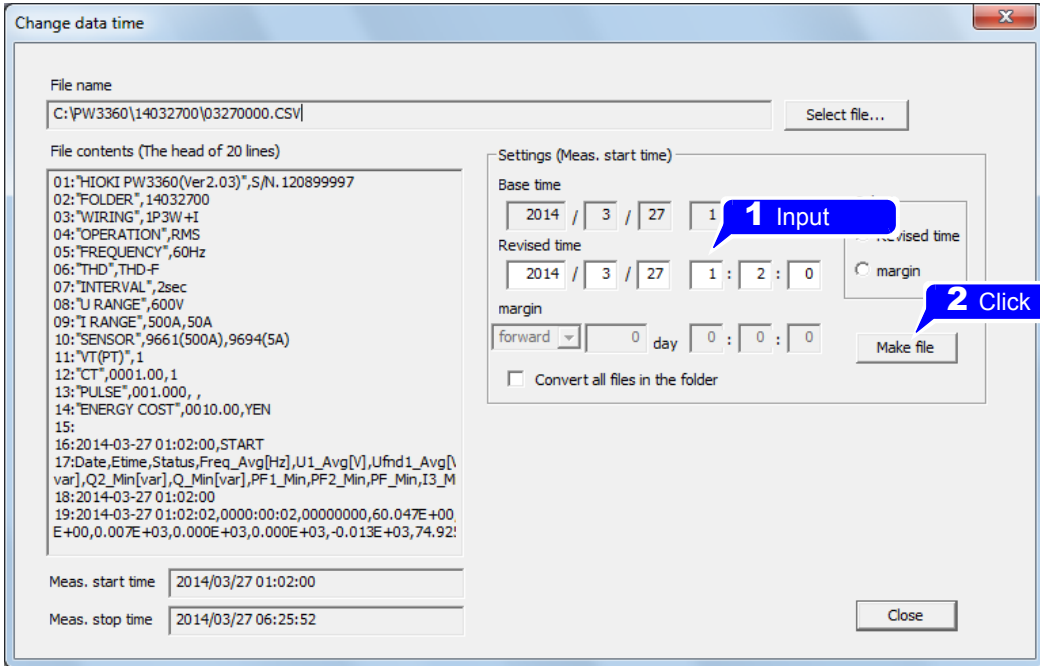 Change data time
x
File name
C:\PW3360\14032700\03270000.CSV
Select file...
File contents (The head of 20 lines)
01:"HIOKI PW3360(Ver2.03)",S/N.120899997
02:"FOLDER",14032700
03:"WIRING",1P3W+I
04:"OPERATION",RMS
05:"FREQUENCY",60Hz
06:"THD",THD-F
07:"INTERVAL",2sec
08:"U RANGE",600V
09:"I RANGE",500A,50A
10:"SENSOR",9661(500A),9694(5A)
11:"VT(PT)",1
12:"CT",0001.00,1
13:"PULSE",001.000, ,
14:"ENERGY COST",0010.00,YEN
15:
16:2014-03-27 01:02:00,START
17:Date,Etime,Status,Freq_Avg[Hz],U1_Avg[V],Ufnd1_Avg[
var],Q2_Min[var],Q_Min[var],PF1_Min,PF2_Min,PF_Min,I3_M
18:2014-03-27 01:02:00
19:2014-03-27 01:02:02,0000:00:02,00000000,60.047E+00,
E+00,0.007E+03,0.000E+03,0.000E+03,-0.013E+03,74.92
Meas. start time 2014/03/27 01:02:00
Meas. stop time 2014/03/27 06:25:52
Settings (Meas. start time)
Base time
2014 / 3 / 27 1
1 Input
Revised time
2014 / 3 / 27 1 : 2 : 0
Revised time
margin
margin
forward 0 day 0 : 0 : 0
2 Click
Make file
Convert all files in the folder
Close